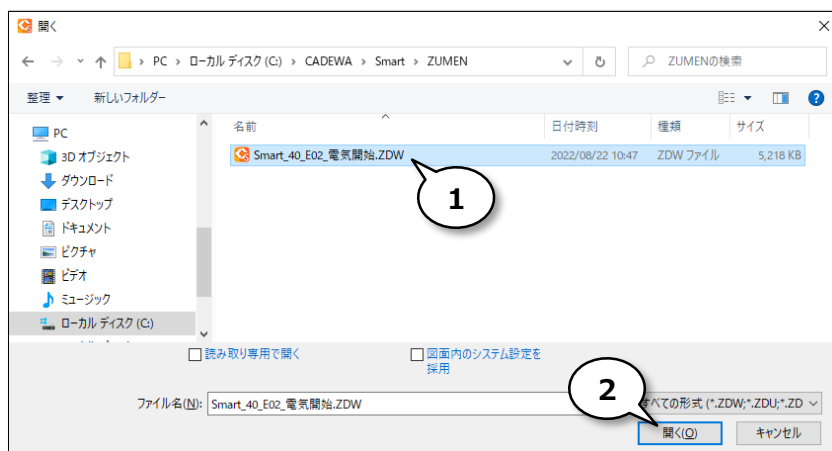 開く
PC › ローカル ディスク (C:) › CADEWA › Smart › ZUMEN
ZUMENの検索
整理
新しいフォルダー
名前
日付時刻
種類
サイズ
PC
3D オブジェクト
ダウンロード
デスクトップ
ドキュメント
ピクチャ
ビデオ
ミュージック
ローカル ディスク (C:)
Smart_40_E02_電気開始.ZDW
2022/08/22 10:47
ZDW ファイル
5,218 KB
1
読み取り専用で開く
図面内のシステム設定を
採用
2
ファイル名(N):
Smart_40_E02_電気開始.ZDW
すべての形式 (*.ZDW;*.ZDU;*.ZD
開く(O)
キャンセル